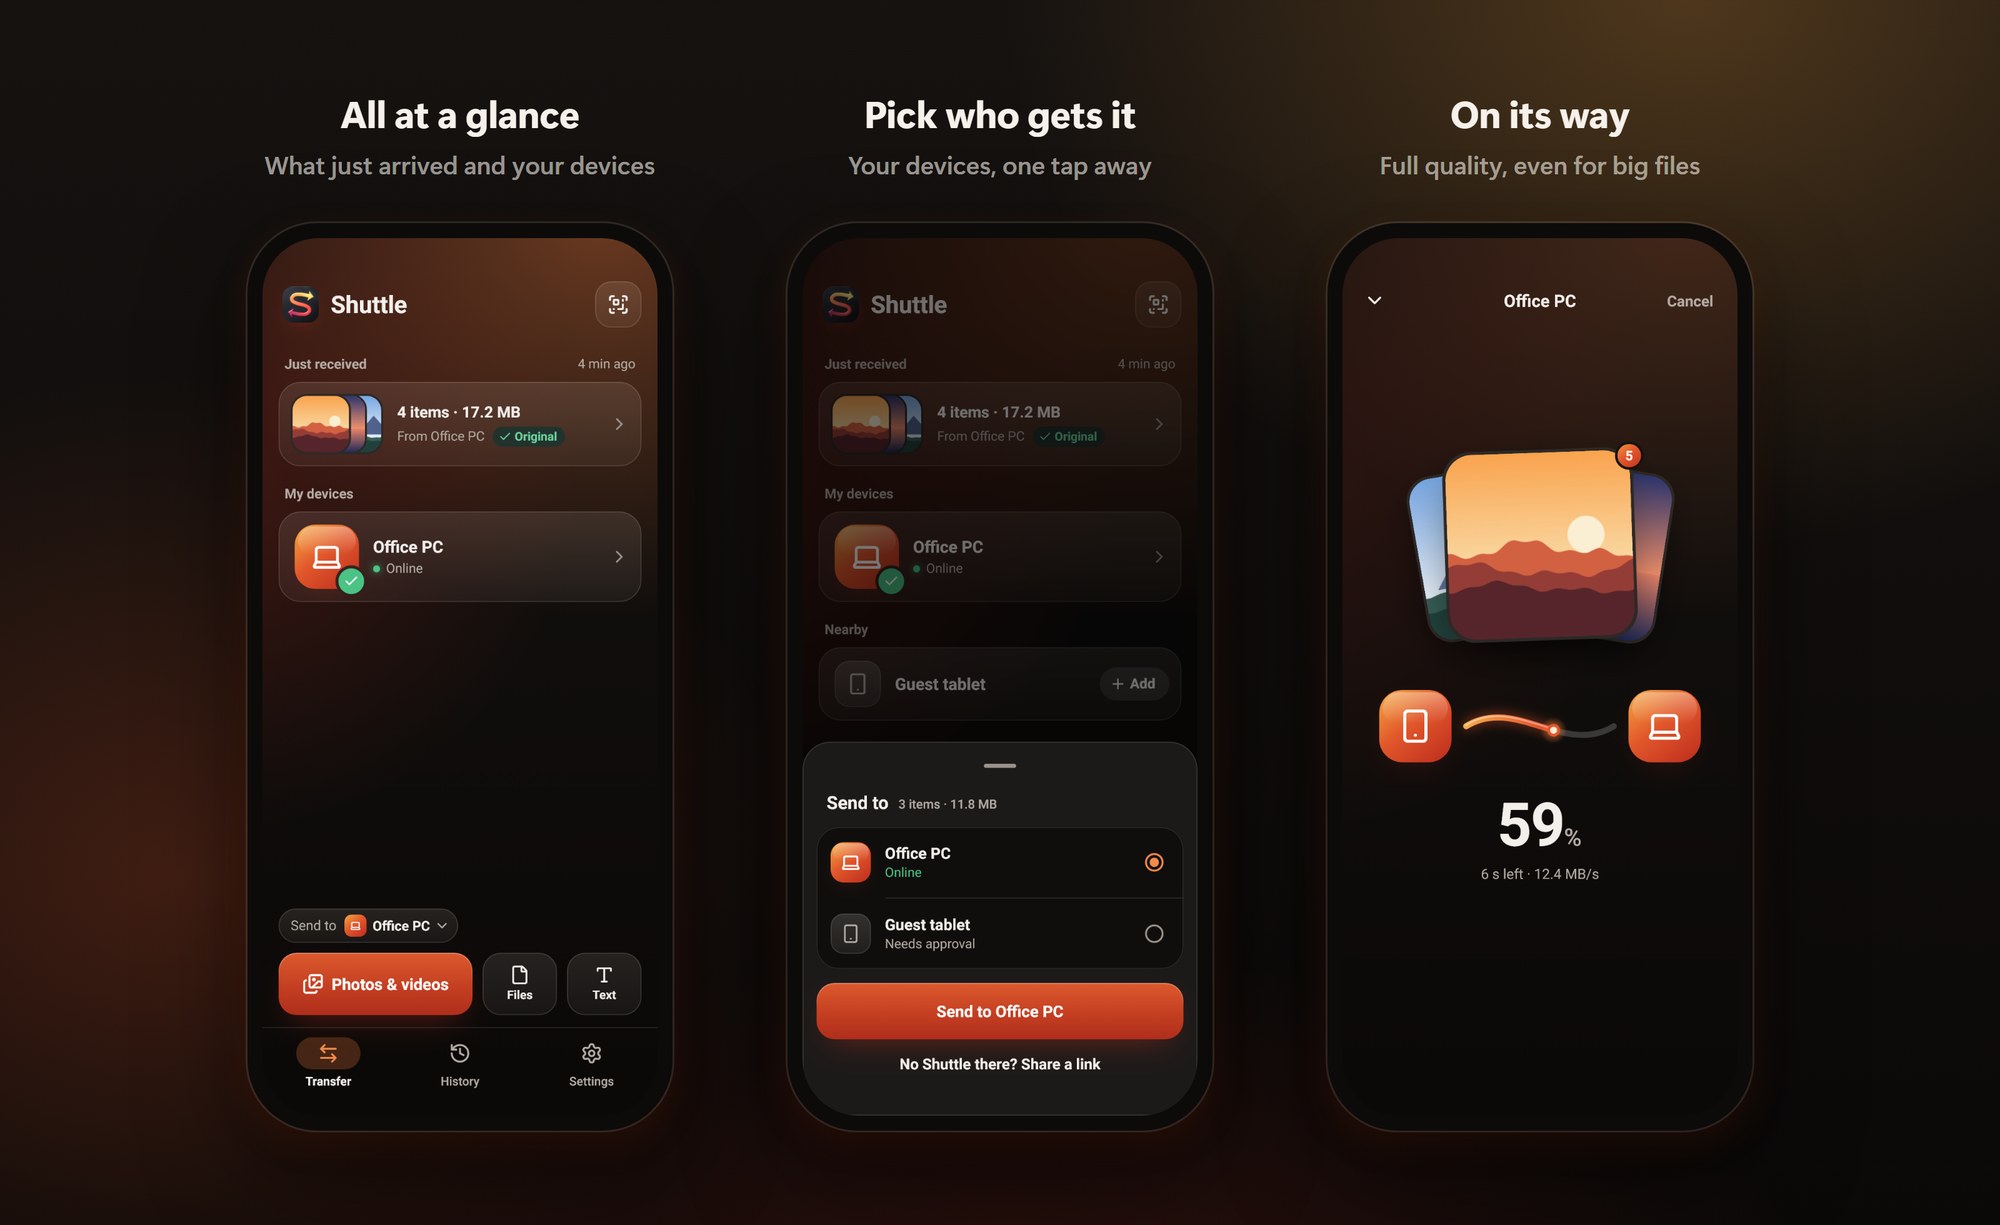 All at a glance
What just arrived and your devices
Shuttle
Just received
4 min ago
4 items · 17.2 MB
From Office PC
Original
My devices
Office PC
Online
Send to
Office PC
Photos & videos
Files
Text
Transfer
History
Settings
Pick who gets it
Your devices, one tap away
Shuttle
Just received
4 min ago
4 items · 17.2 MB
From Office PC
Original
My devices
Office PC
Online
Nearby
Guest tablet
+ Add
Send to
3 items · 11.8 MB
Office PC
Online
Guest tablet
Needs approval
Send to Office PC
No Shuttle there? Share a link
On its way
Full quality, even for big files
Office PC
Cancel
5
59%
6 s left · 12.4 MB/s